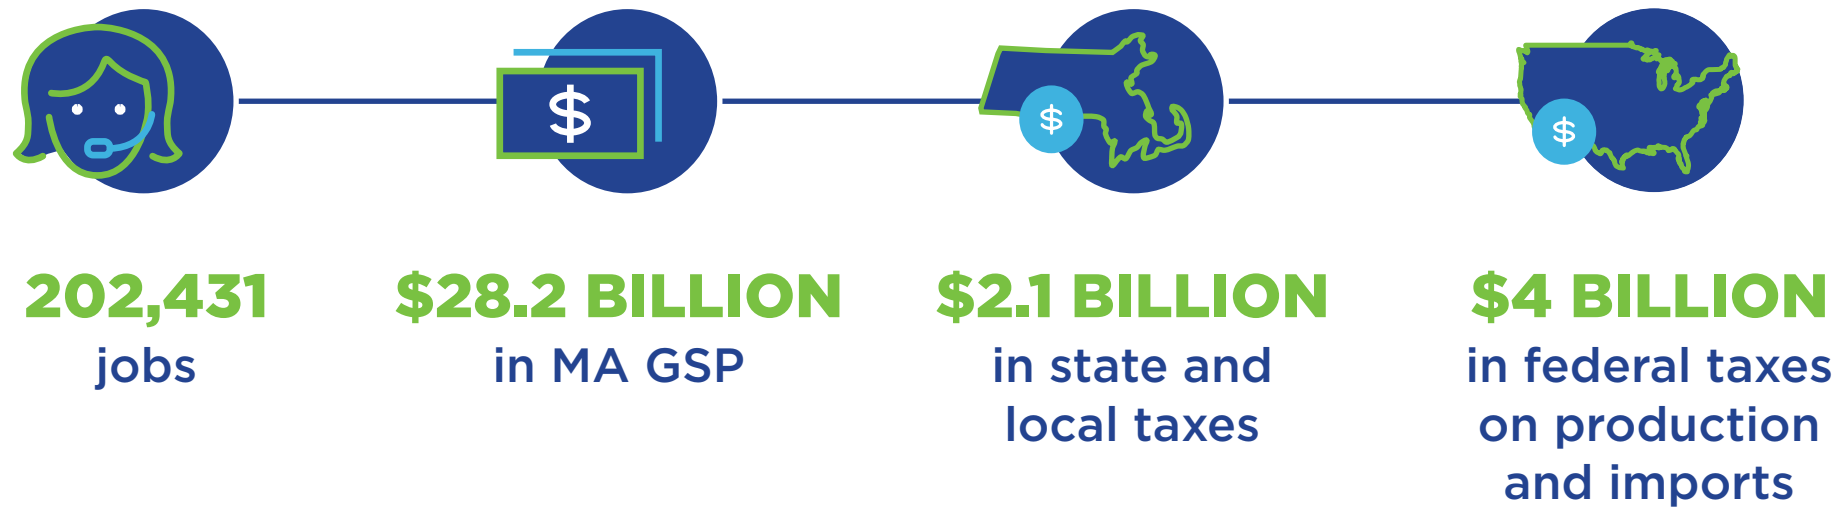 $
$
$
202,431
jobs
$28.2 BILLION
in MA GSP
$2.1 BILLION
in state and
local taxes
$4 BILLION
in federal taxes
on production
and imports